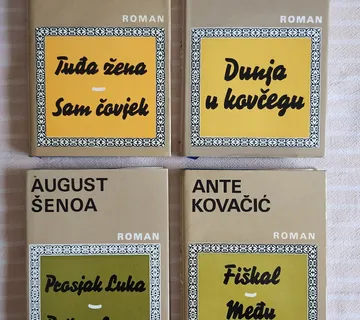 ROMAN
Tuđa žena
Sam čovjek
ROMAN
Dunja
u kovčegu
AUGUST
ŠENOA
ROMAN
Prosjak Luka
ANTE
KOVAČIĆ
ROMAN
Fiškal
Među